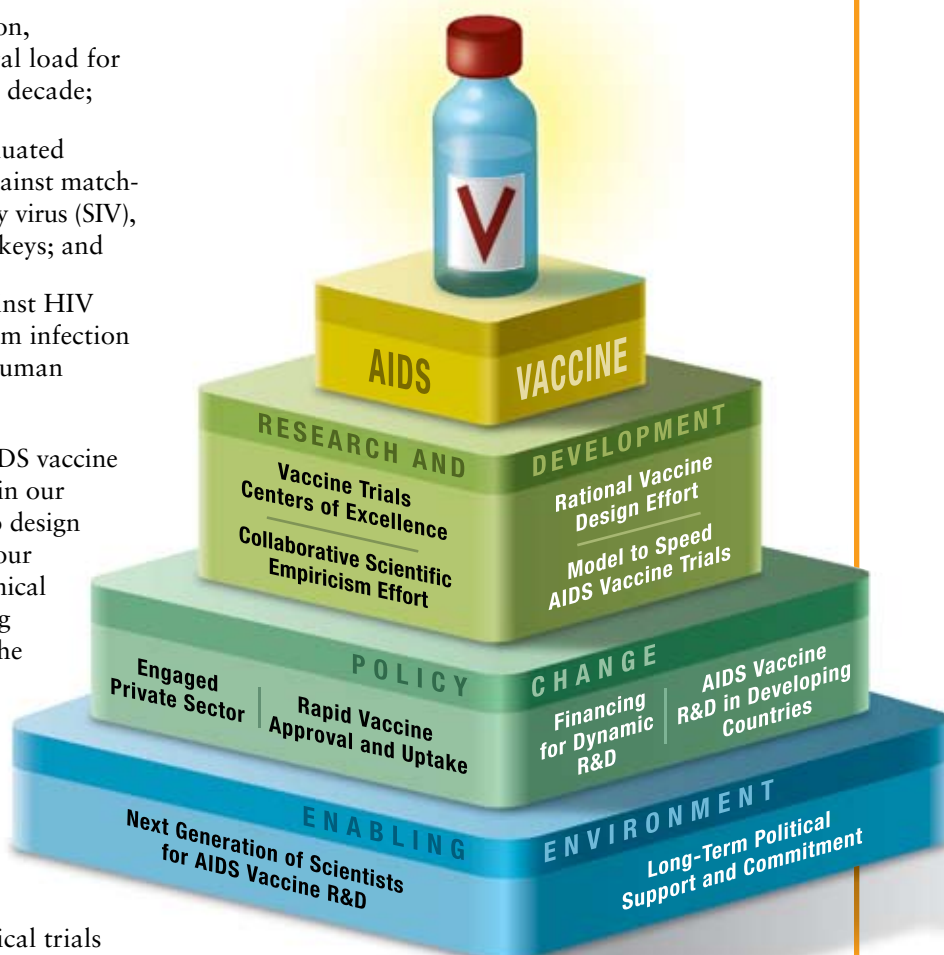 on,
al load for
decade;
uated
ainst match-
y virus (SIV),
keys; and
inst HIV
m infection
uman
DS vaccine
in our
o design
our
nical
g
he
ical trials
V
AIDS VACCINE
RESEARCH AND DEVELOPMENT
Vaccine Trials
Centers of Excellence
Collaborative Scientific
Empiricism Effort
Rational Vaccine
Design Effort
Model to Speed
AIDS Vaccine Trials
POLICY CHANGE
Engaged
Private Sector
Rapid Vaccine
Approval and Uptake
Financing
for Dynamic
R&D
AIDS Vaccine
R&D in Developing
Countries
ENABLING ENVIRONMENT
Next Generation of Scientists
for AIDS Vaccine R&D
Long-Term Political
Support and Commitment